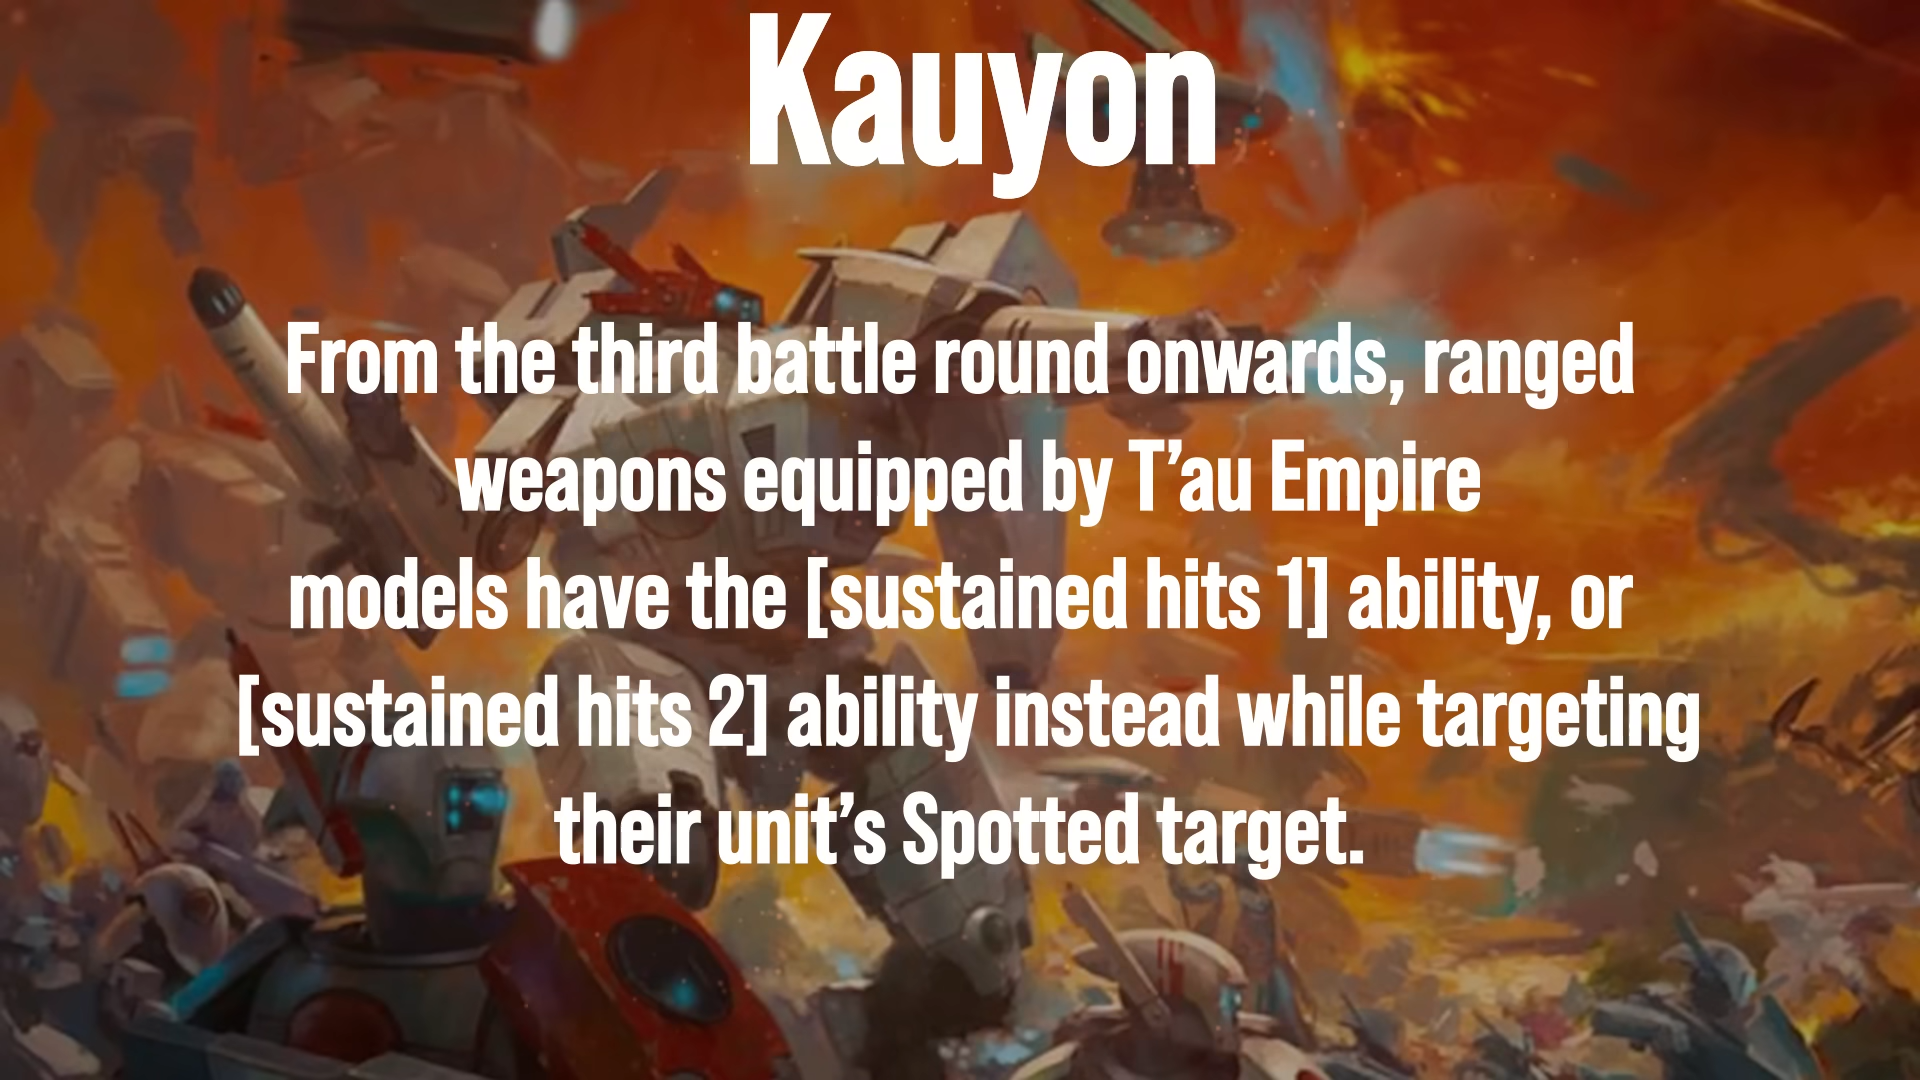 Kauyon
From the third battle round onwards, ranged
weapons equipped by T’au Empire
models have the [sustained hits 1] ability, or
[sustained hits 2] ability instead while targeting
their unit’s Spotted target.